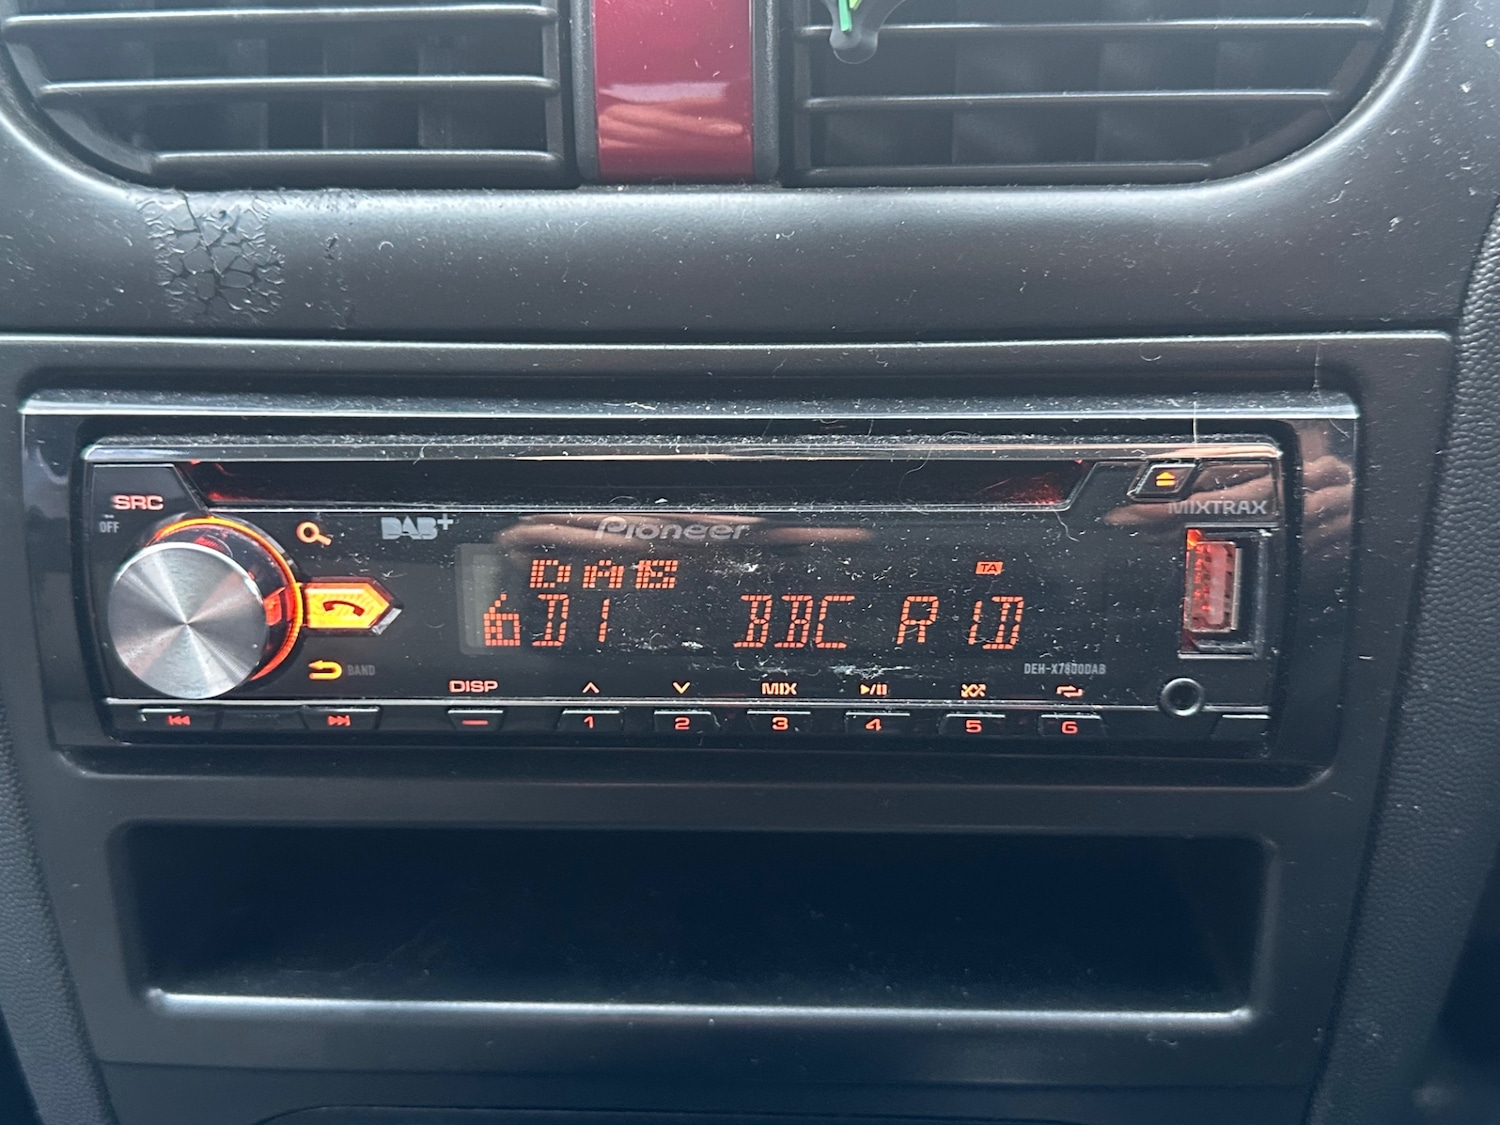 SRC
OFF
DAB+
Pioneer
MIXTRAX
DAB
TA
6D1 BBC R1D
BAND
DEH-X7800DAB
DISP
MIX
1 2 3 4 5 6